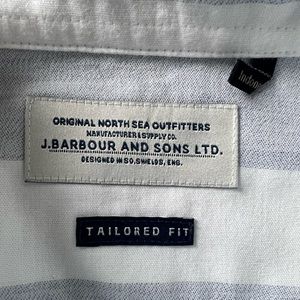 ORIGINAL NORTH SEA OUTFITTERS
MANUFACTURER & SUPPLY CO.
J.BARBOUR AND SONS LTD.
DESIGNED IN SO.SHIELDS, ENG.
TAILORED FIT